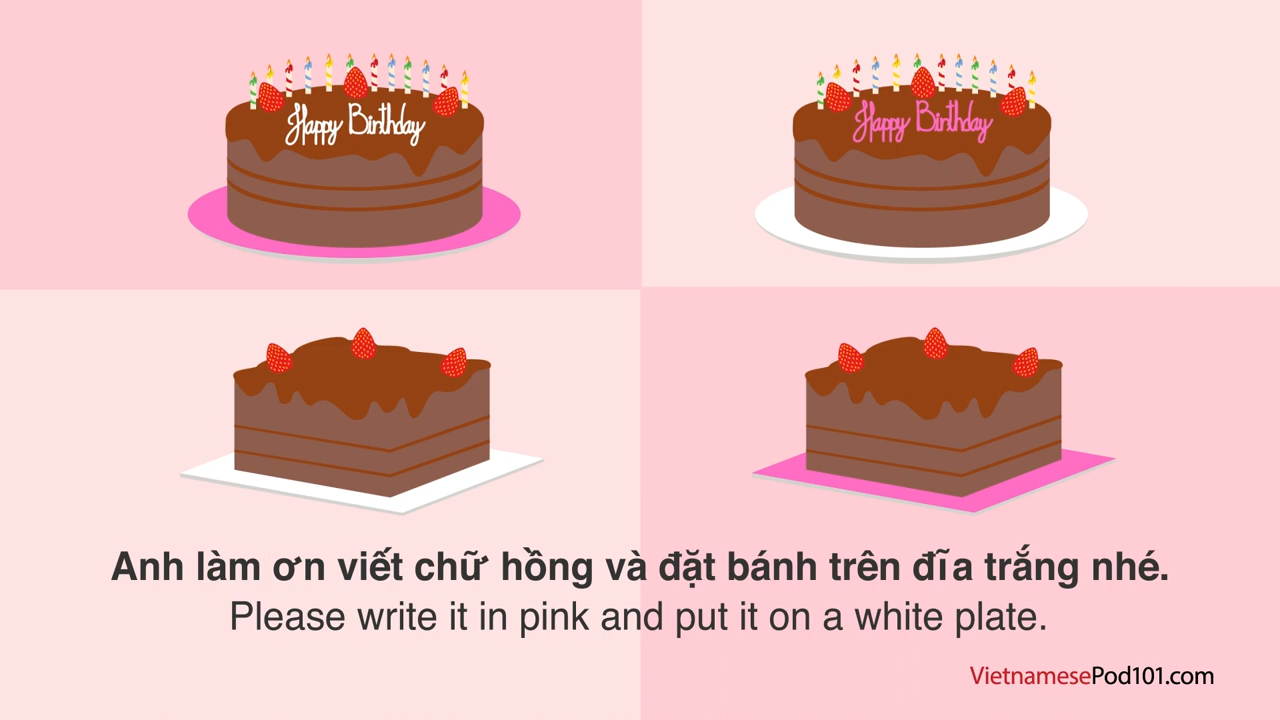 Happy Birthday
Happy Birthday
Anh làm ơn viết chữ hồng và đặt bánh trên đĩa trắng nhé.
Please write it in pink and put it on a white plate.
VietnamesePod101.com